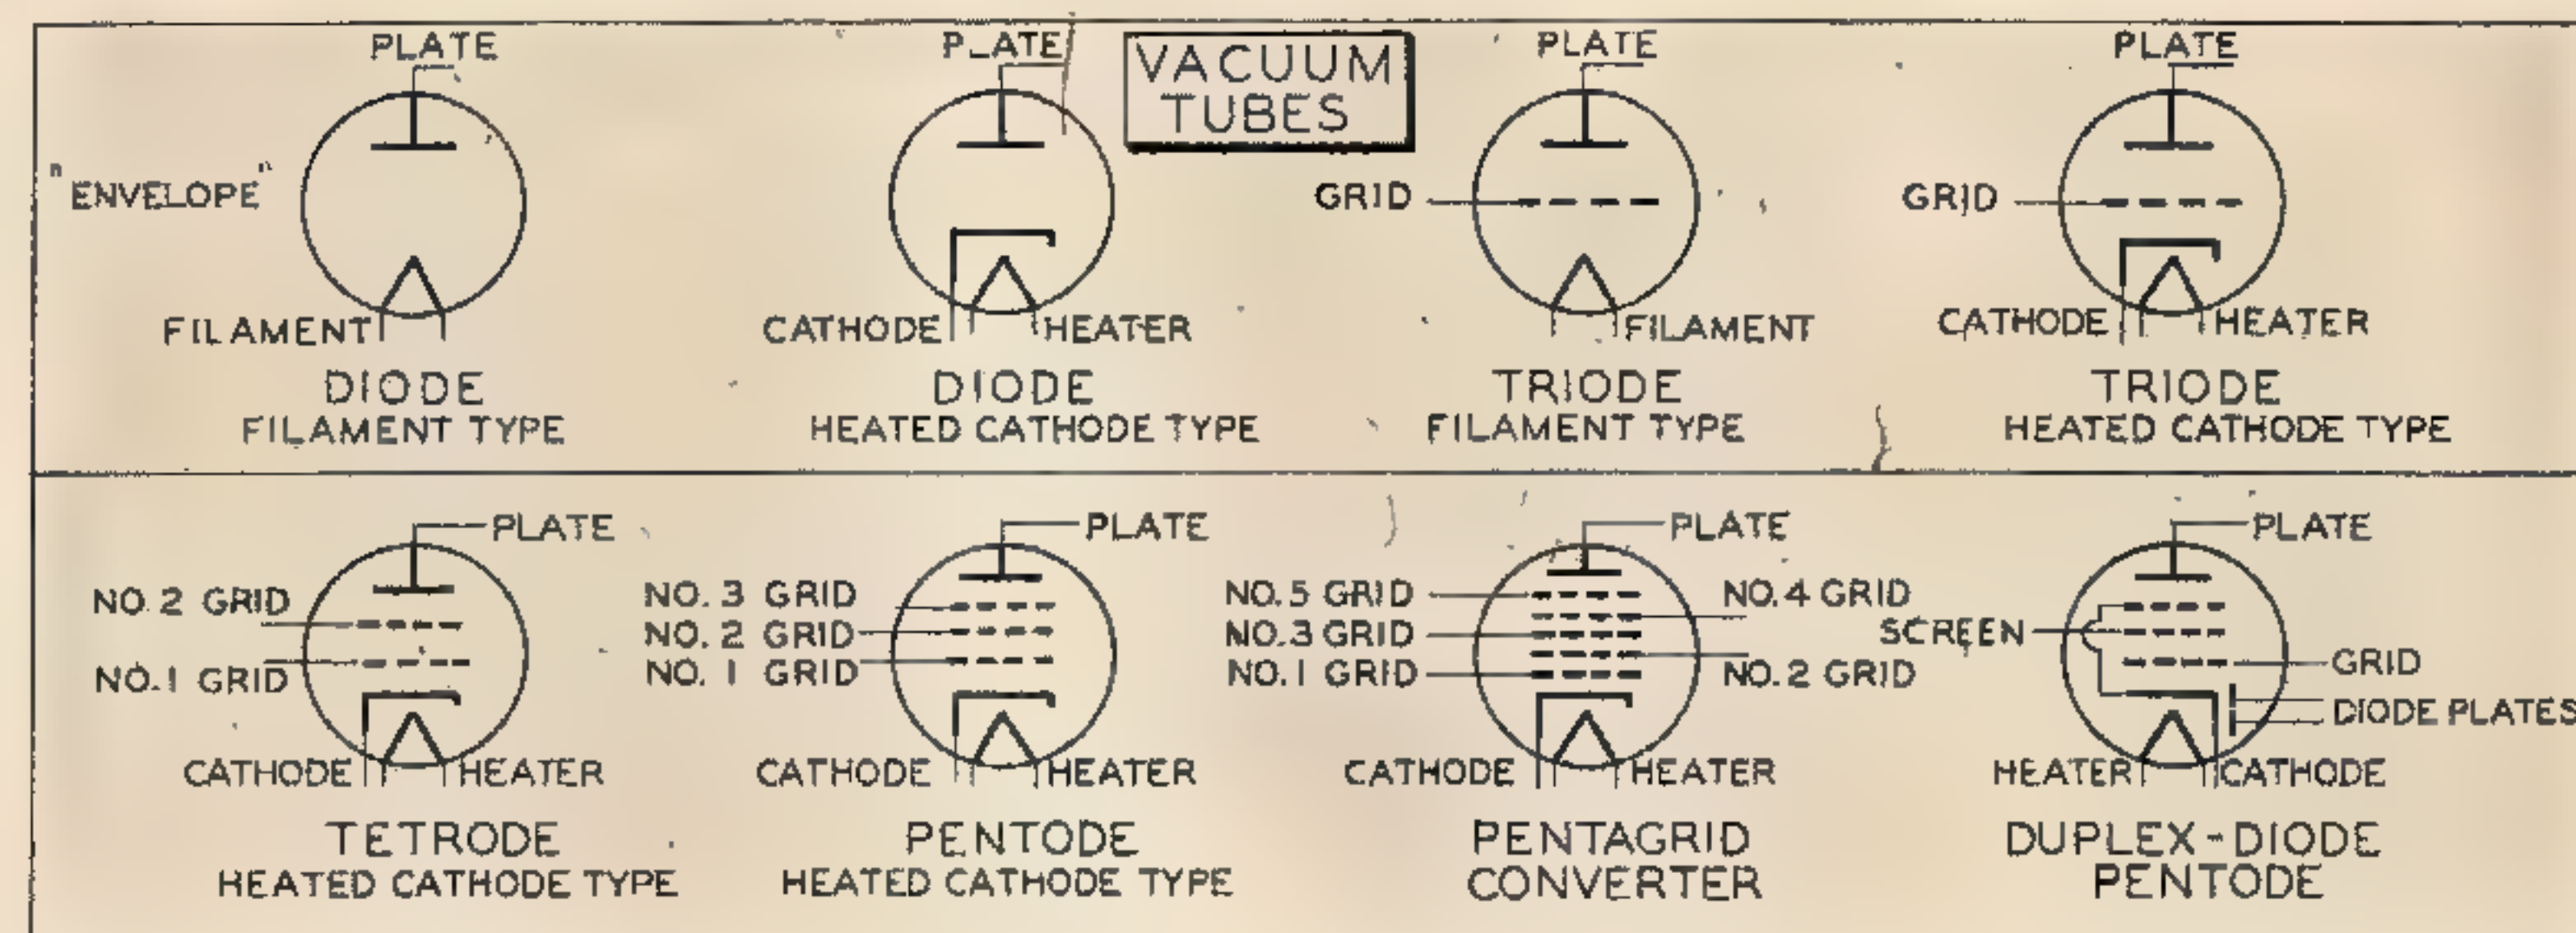 PLATE
"ENVELOPE"
FILAMENT
DIODE
FILAMENT TYPE
PLATE
CATHODE
HEATER
DIODE
HEATED CATHODE TYPE
VACUUM
TUBES
PLATE
GRID
FILAMENT
TRIODE
FILAMENT TYPE
PLATE
GRID
CATHODE
HEATER
TRIODE
HEATED CATHODE TYPE
PLATE
NO. 2 GRID
NO. 1 GRID
CATHODE
HEATER
TETRODE
HEATED CATHODE TYPE
PLATE
NO. 3 GRID
NO. 2 GRID
NO. 1 GRID
CATHODE
HEATER
PENTODE
HEATED CATHODE TYPE
PLATE
NO. 5 GRID
NO. 4 GRID
NO. 3 GRID
NO. 1 GRID
NO. 2 GRID
CATHODE
HEATER
PENTAGRID
CONVERTER
PLATE
SCREEN
GRID
DIODE PLATES
HEATER
CATHODE
DUPLEX-DIODE
PENTODE